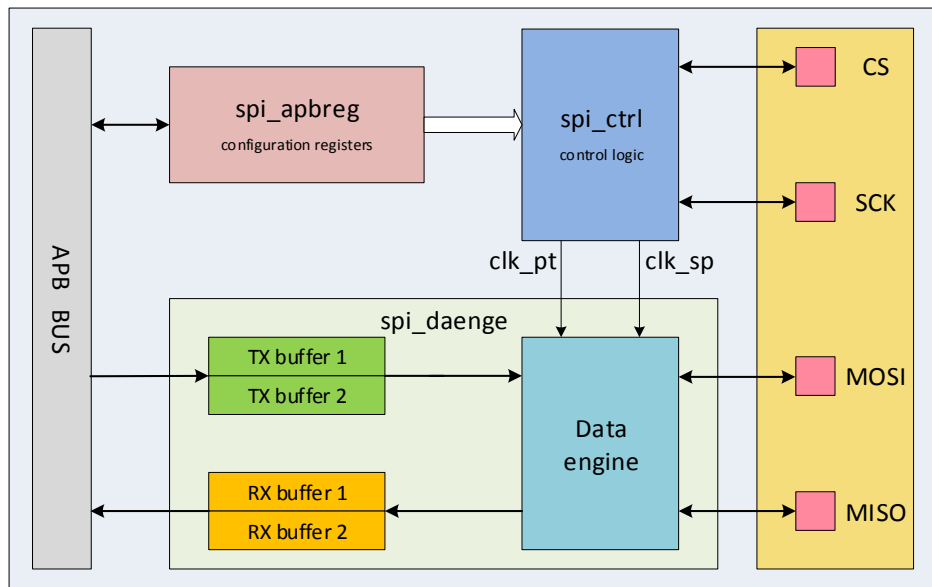 spi_apbreg
configuration registers
spi_ctrl
control logic
CS
SCK
clk_pt
clk_sp
APB BUS
spi_daenge
TX buffer 1
TX buffer 2
Data
engine
RX buffer 1
RX buffer 2
MOSI
MISO